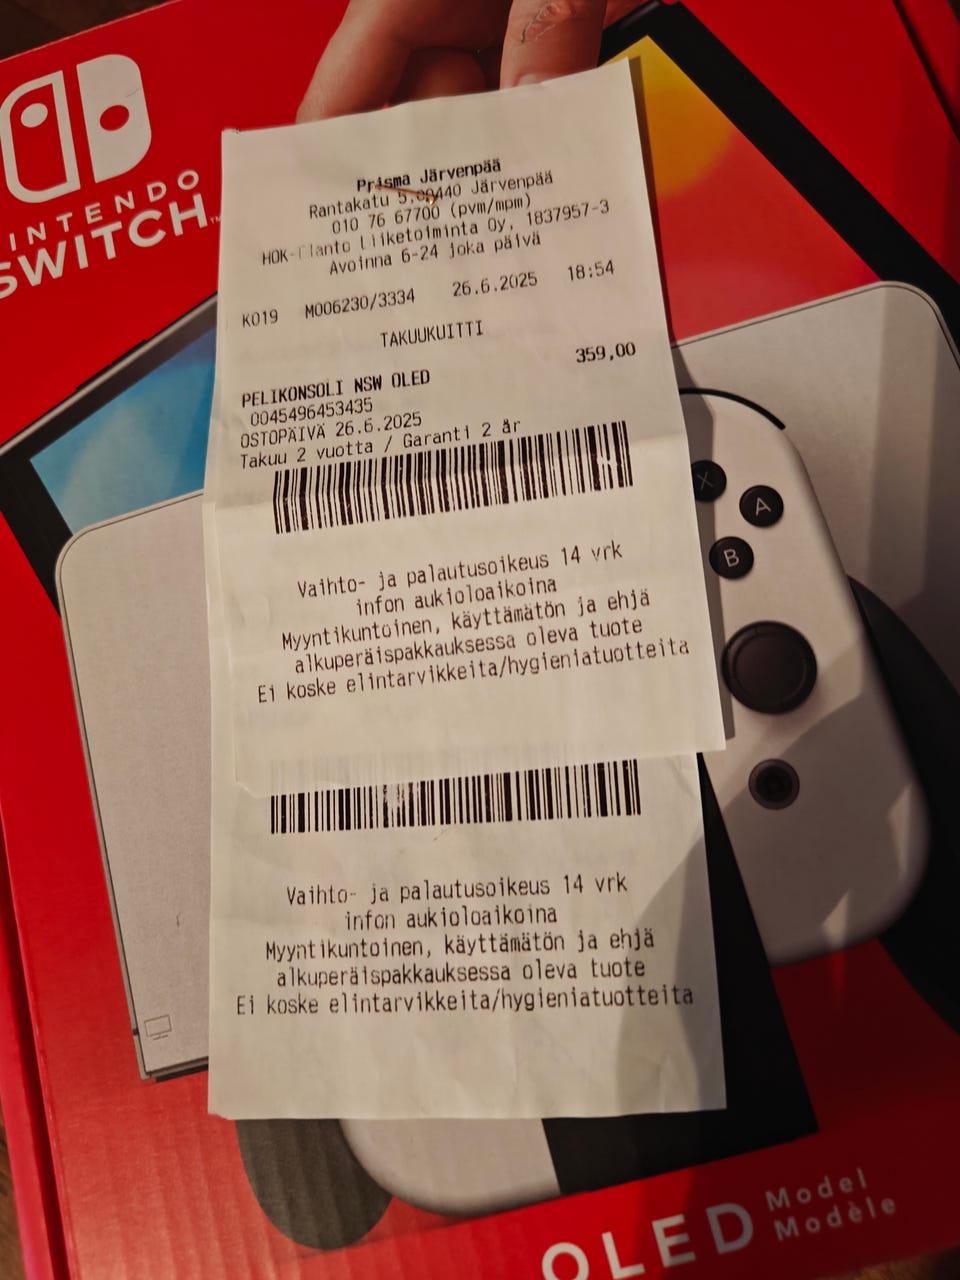 NINTENDO
SWITCH™
Prisma Järvenpää
Rantakatu 5,00440 Järvenpää
010 76 67700 (pvm/mpm)
HOK-Elanto Liiketoiminta Oy, 1837957-3
Avoinna 6-24 joka päivä
K019 M006230/3334 26.6.2025 18:54
TAKUUKUITTI
359,00
PELIKONSOLI NSW OLED
0045496453435
OSTOPÄIVÄ 26.6.2025
Takuu 2 vuotta / Garanti 2 år
Vaihto- ja palautusoikeus 14 vrk
infon aukioloaikoina
Myyntikuntoinen, käyttämätön ja ehjä
alkuperäispakkauksessa oleva tuote
Ei koske elintarvikkeita/hygieniatuotteita
Vaihto- ja palautusoikeus 14 vrk
infon aukioloaikoina
Myyntikuntoinen, käyttämätön ja ehjä
alkuperäispakkauksessa oleva tuote
Ei koske elintarvikkeita/hygieniatuotteita
X
A
B
OLED Model
Modèle